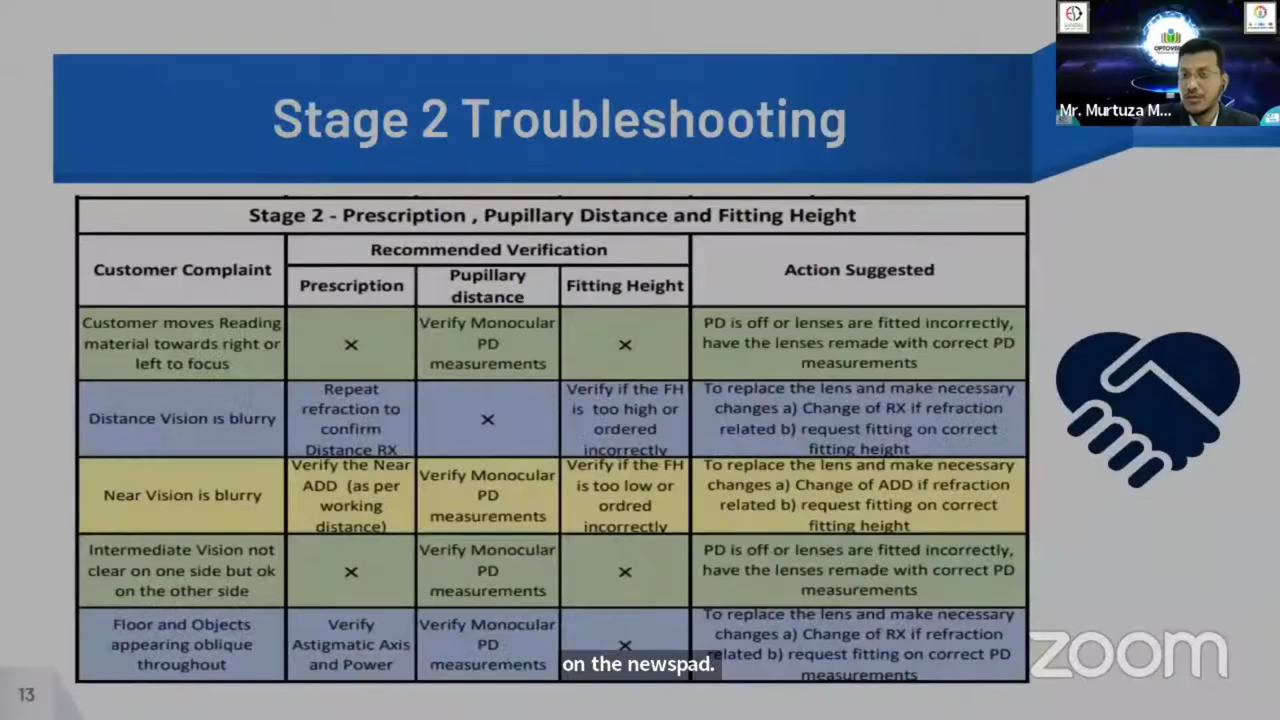 OPTOVE
Mr. Murtuza M...
Stage 2 Troubleshooting
Stage 2 - Prescription , Pupillary Distance and Fitting Height
Customer Complaint
Recommended Verification
Action Suggested
Prescription
Pupillary
distance
Fitting Height
Customer moves Reading
material towards right or
left to focus
×
Verify Monocular
PD
measurements
×
PD is off or lenses are fitted incorrectly,
have the lenses remade with correct PD
measurements
Distance Vision is blurry
Repeat
refraction to
confirm
Distance RX
×
Verify if the FH
is too high or
ordered
incorrectly
To replace the lens and make necessary
changes a) Change of RX if refraction
related b) request fitting on correct
fitting height
Near Vision is blurry
Verify the Near
ADD (as per
working
distance)
Verify Monocular
PD
measurements
Verify if the FH
is too low or
ordred
incorrectly
To replace the lens and make necessary
changes a) Change of ADD if refraction
related b) request fitting on correct
fitting height
Intermediate Vision not
clear on one side but ok
on the other side
×
Verify Monocular
PD
measurements
×
PD is off or lenses are fitted incorrectly,
have the lenses remade with correct PD
measurements
Floor and Objects
appearing oblique
throughout
Verify
Astigmatic Axis
and Power
Verify Monocular
PD
measurements
×
To replace the lens and make necessary
changes a) Change of RX if refraction
related b) request fitting on correct PD
measurements
on the newspad.
zoom
13